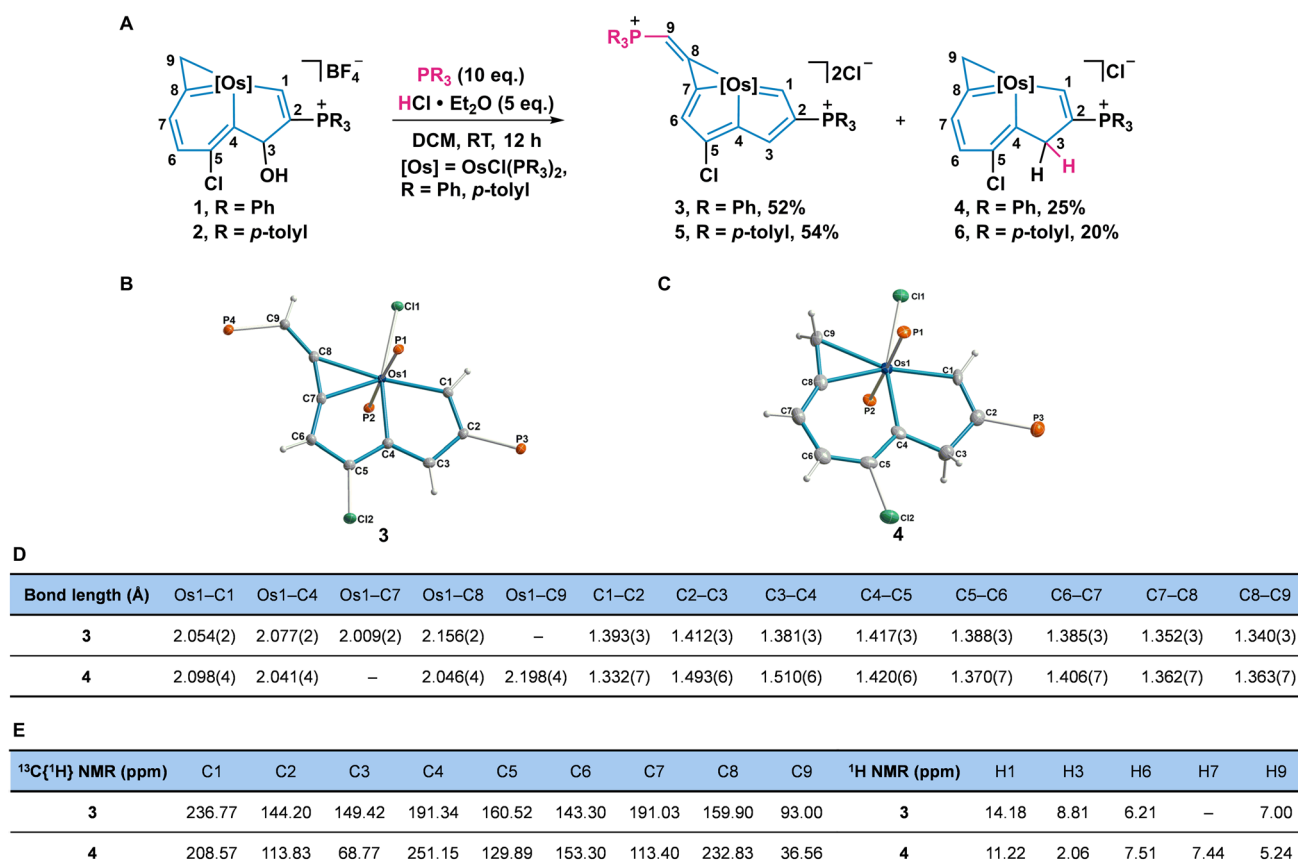 A
9
8
7
6
5
4
3
2
1
[Os]
Cl
OH
+
PR3
BF4−
1, R = Ph
2, R = p-tolyl
PR3 (10 eq.)
HCl • Et2O (5 eq.)
DCM, RT, 12 h
[Os] = OsCl(PR3)2,
R = Ph, p-tolyl
+
R3P
9
8
7
6
5
4
3
2
1
[Os]
Cl
+
PR3
2Cl−
3, R = Ph, 52%
5, R = p-tolyl, 54%
+
9
8
7
6
5
4
3
2
1
[Os]
Cl
H
H
+
PR3
Cl−
4, R = Ph, 25%
6, R = p-tolyl, 20%
B
P4
C9
Cl1
C8
P1
Os1
C7
C1
P2
C6
C4
C2
P3
C5
C3
Cl2
3
C
Cl1
C9
P1
Os1
C8
C1
P2
C7
C2
P3
C4
C6
C5
C3
Cl2
4
D
Bond length (Å) Os1–C1 Os1–C4 Os1–C7 Os1–C8 Os1–C9 C1–C2 C2–C3 C3–C4 C4–C5 C5–C6 C6–C7 C7–C8 C8–C9
3 2.054(2) 2.077(2) 2.009(2) 2.156(2) – 1.393(3) 1.412(3) 1.381(3) 1.417(3) 1.388(3) 1.385(3) 1.352(3) 1.340(3)
4 2.098(4) 2.041(4) – 2.046(4) 2.198(4) 1.332(7) 1.493(6) 1.510(6) 1.420(6) 1.370(7) 1.406(7) 1.362(7) 1.363(7)
E
13C{1H} NMR (ppm) C1 C2 C3 C4 C5 C6 C7 C8 C9 1H NMR (ppm) H1 H3 H6 H7 H9
3 236.77 144.20 149.42 191.34 160.52 143.30 191.03 159.90 93.00 3 14.18 8.81 6.21 – 7.00
4 208.57 113.83 68.77 251.15 129.89 153.30 113.40 232.83 36.56 4 11.22 2.06 7.51 7.44 5.24